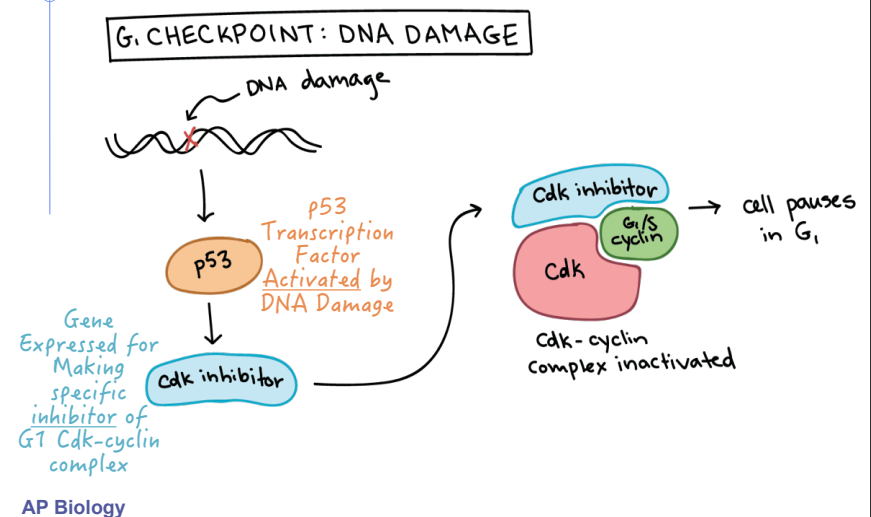 G₁ CHECKPOINT: DNA DAMAGE
DNA damage
p53
p53
Transcription
Factor
Activated by
DNA Damage
Gene
Expressed for
Making
specific
inhibitor of
G1 Cdk-cyclin
complex
Cdk inhibitor
Cdk inhibitor
G₁/S
cyclin
Cdk
Cdk-cyclin
complex inactivated
cell pauses
in G₁
AP Biology